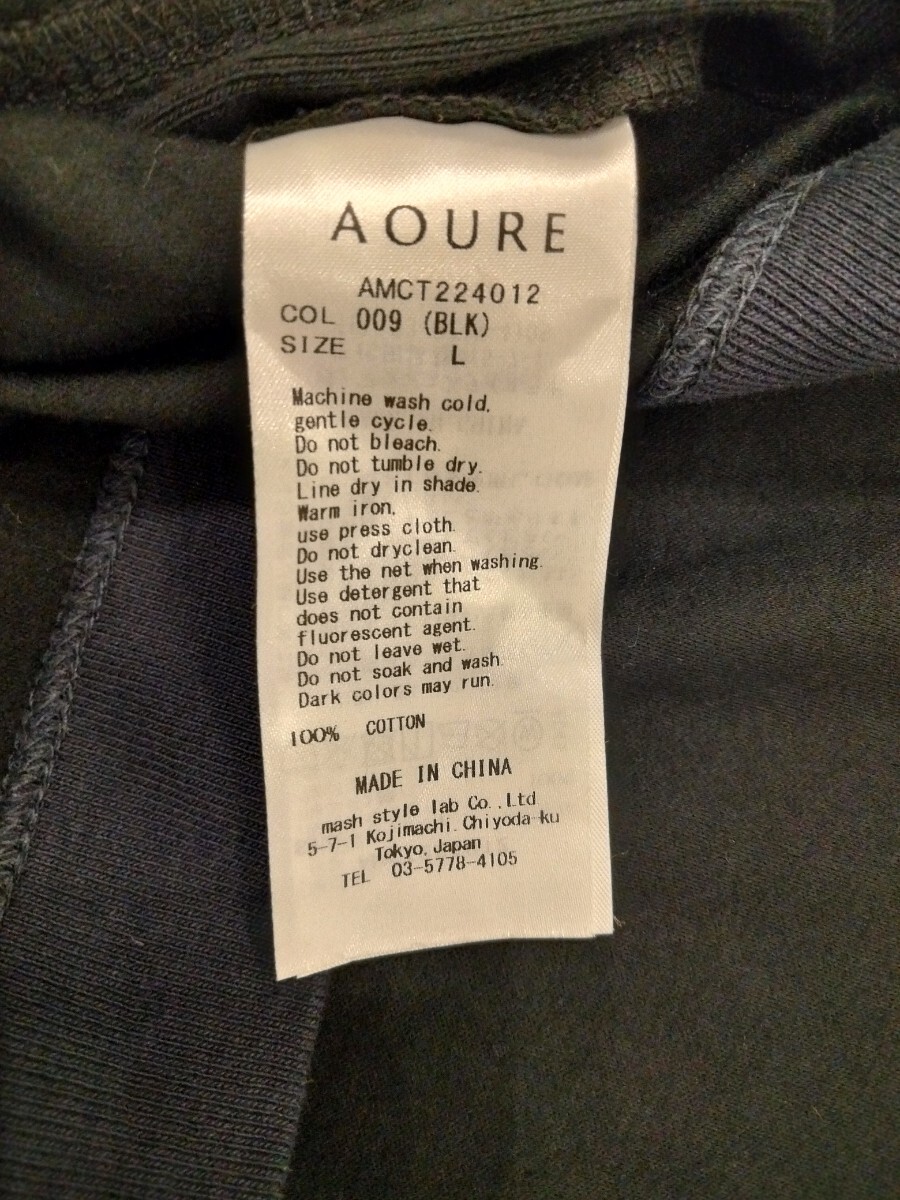 AOURE
AMCT224012
COL 009 (BLK)
SIZE L
Machine wash cold,
gentle cycle.
Do not bleach.
Do not tumble dry.
Line dry in shade.
Warm iron,
use press cloth.
Do not dryclean.
Use the net when washing.
Use detergent that
does not contain
fluorescent agent.
Do not leave wet.
Do not soak and wash.
Dark colors may run.
100% COTTON
MADE IN CHINA
mash style lab Co.,Ltd
5-7-1 Kojimachi Chiyoda-ku
Tokyo, Japan
TEL 03-5778-4105